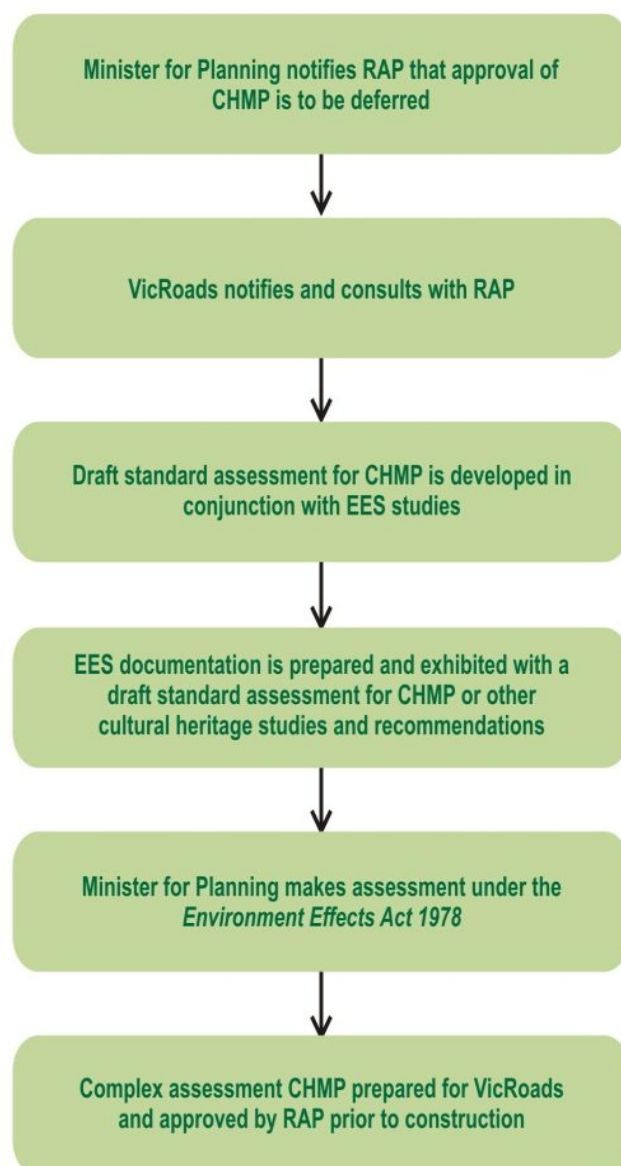 Minister for Planning notifies RAP that approval of
CHMP is to be deferred
VicRoads notifies and consults with RAP
Draft standard assessment for CHMP is developed in
conjunction with EES studies
EES documentation is prepared and exhibited with a
draft standard assessment for CHMP or other
cultural heritage studies and recommendations
Minister for Planning makes assessment under the
Environment Effects Act 1978
Complex assessment CHMP prepared for VicRoads
and approved by RAP prior to construction